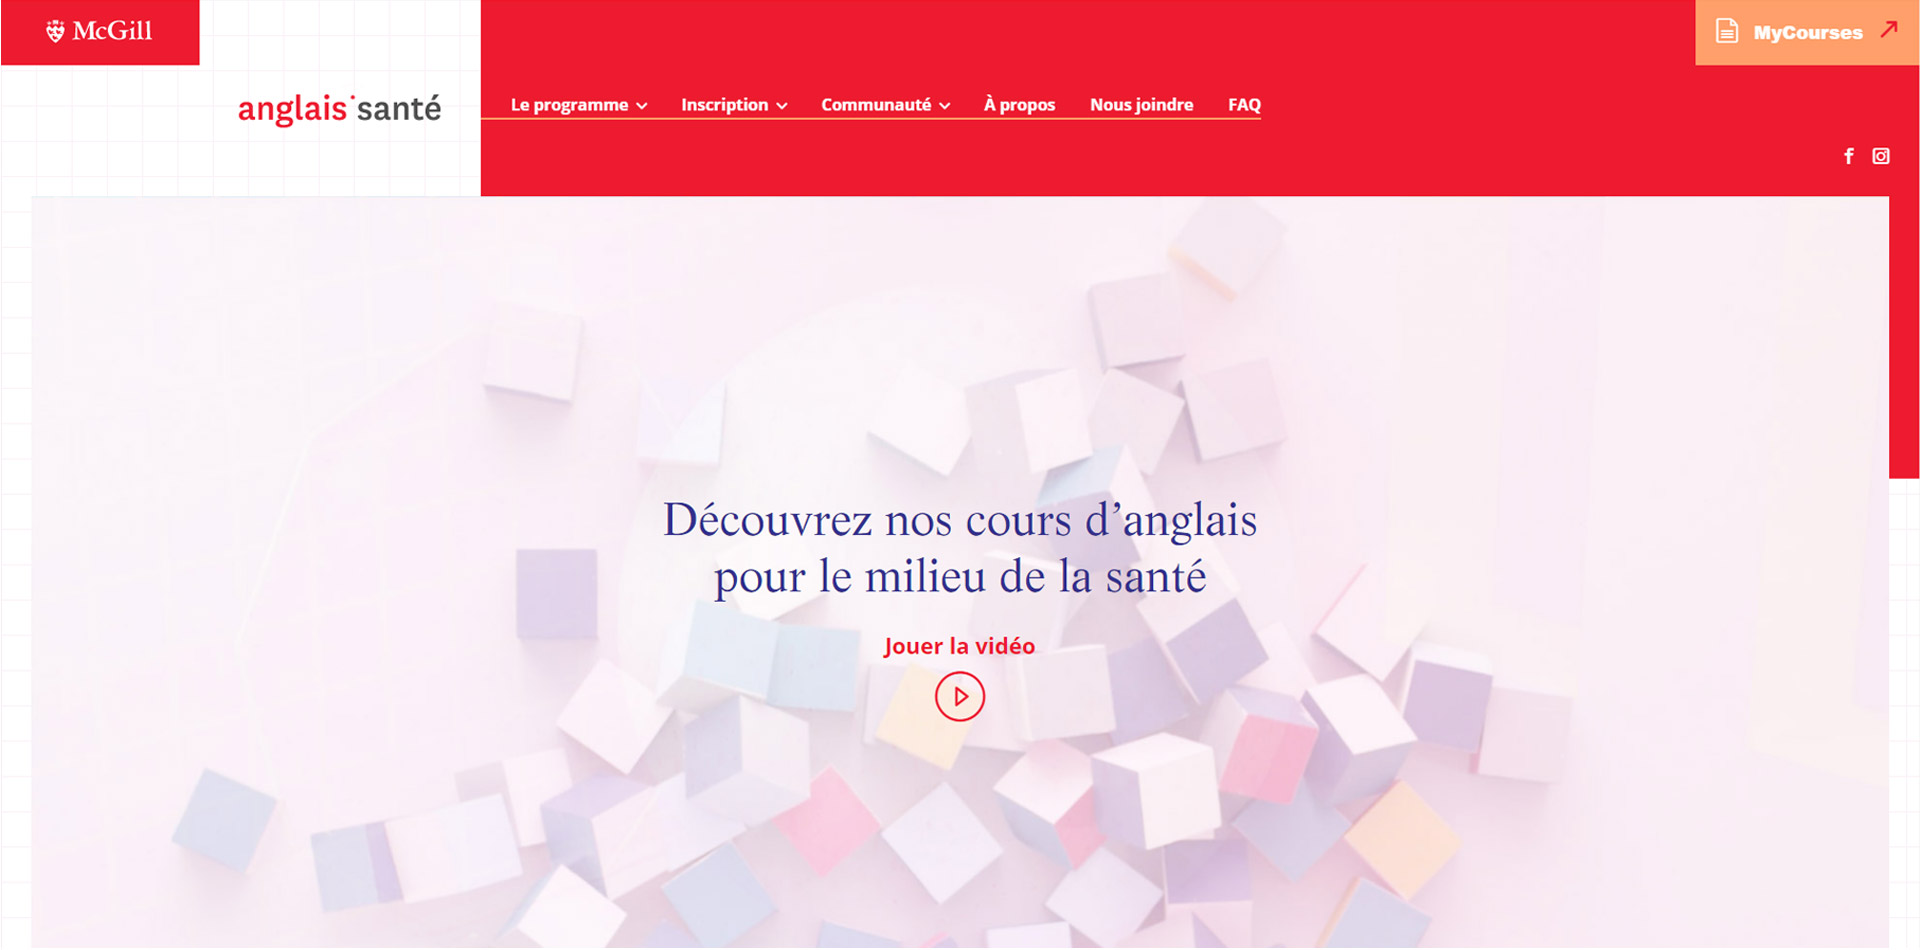 McGill
MyCourses
anglais santé
Le programme
Inscription
Communauté
À propos
Nous joindre
FAQ
Découvrez nos cours d’anglais
pour le milieu de la santé
Jouer la vidéo